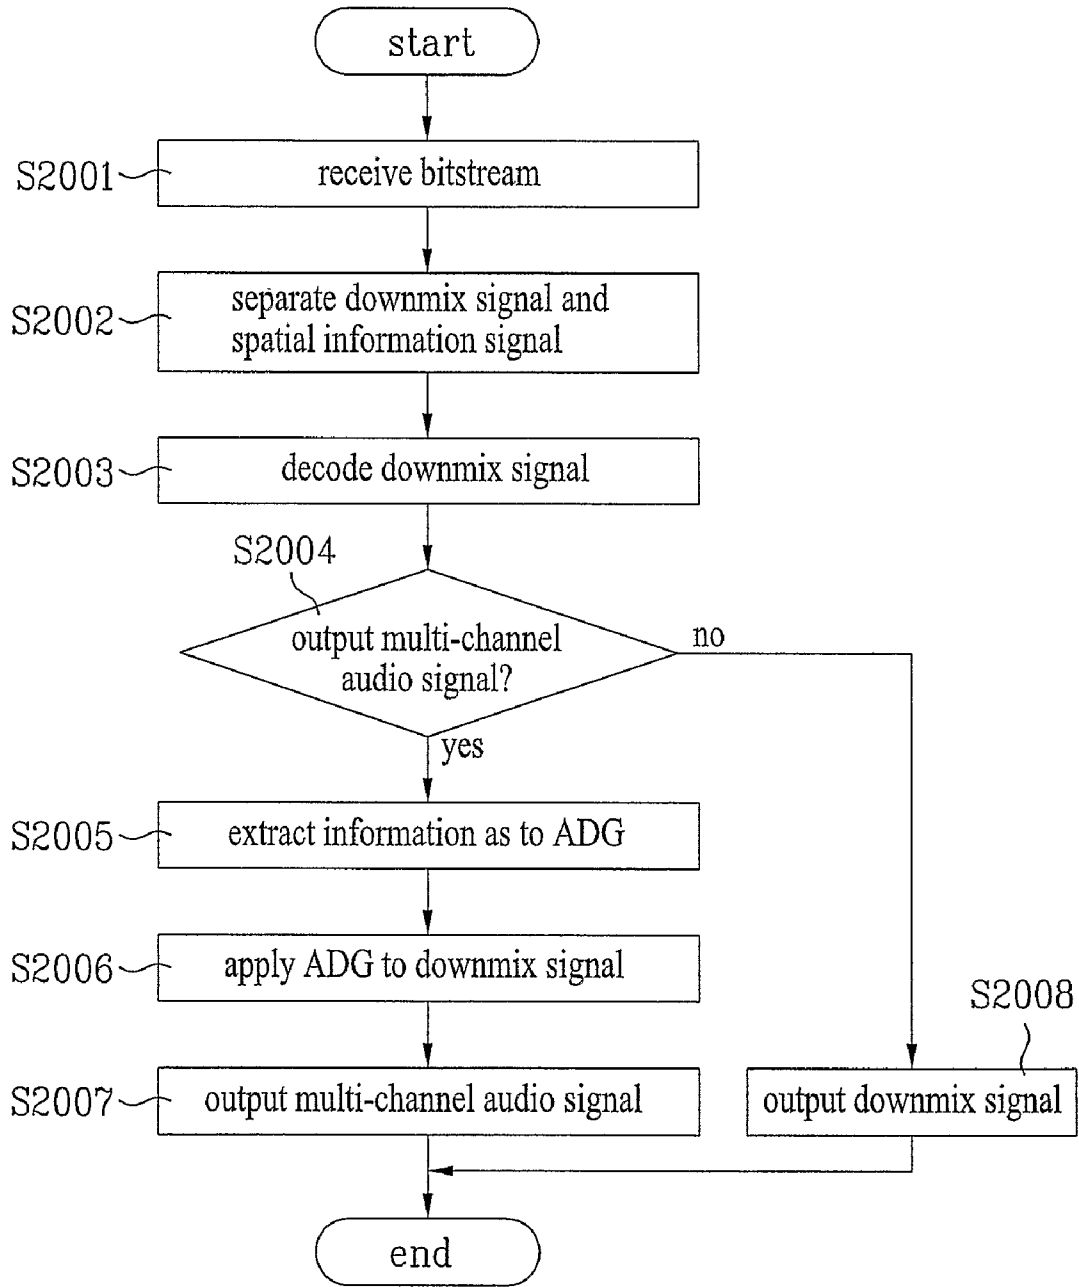 start
S2001
receive bitstream
S2002
separate downmix signal and
spatial information signal
S2003
decode downmix signal
S2004
output multi-channel
audio signal?
no
yes
S2005
extract information as to ADG
S2006
apply ADG to downmix signal
S2008
S2007
output multi-channel audio signal
output downmix signal
end